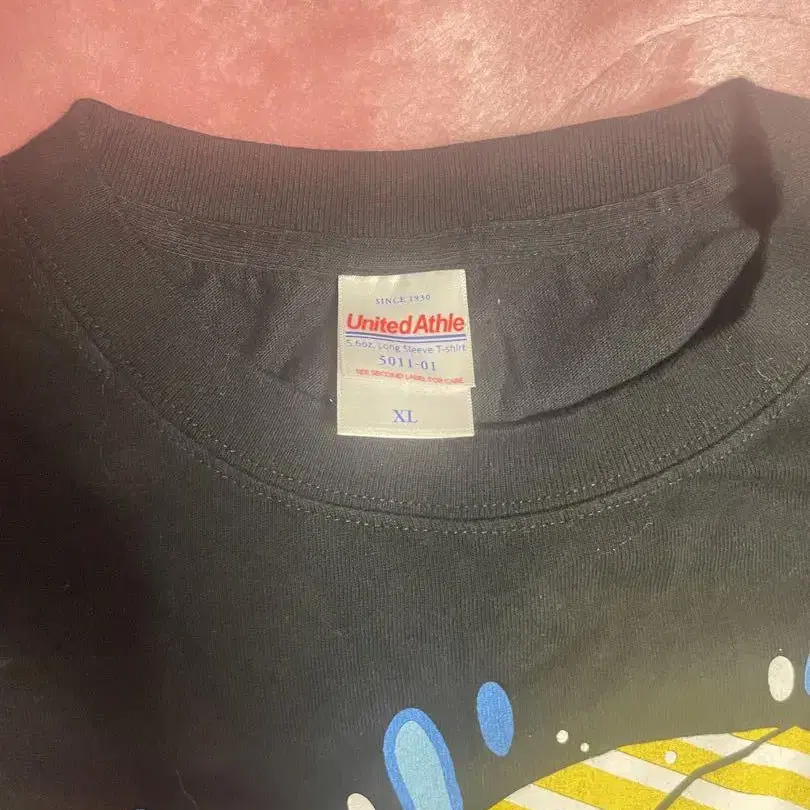 SINCE 1930
United Athle
5.6oz. Long Sleeve T-shirt
5011-01
SEE SECOND LABEL FOR CARE
XL